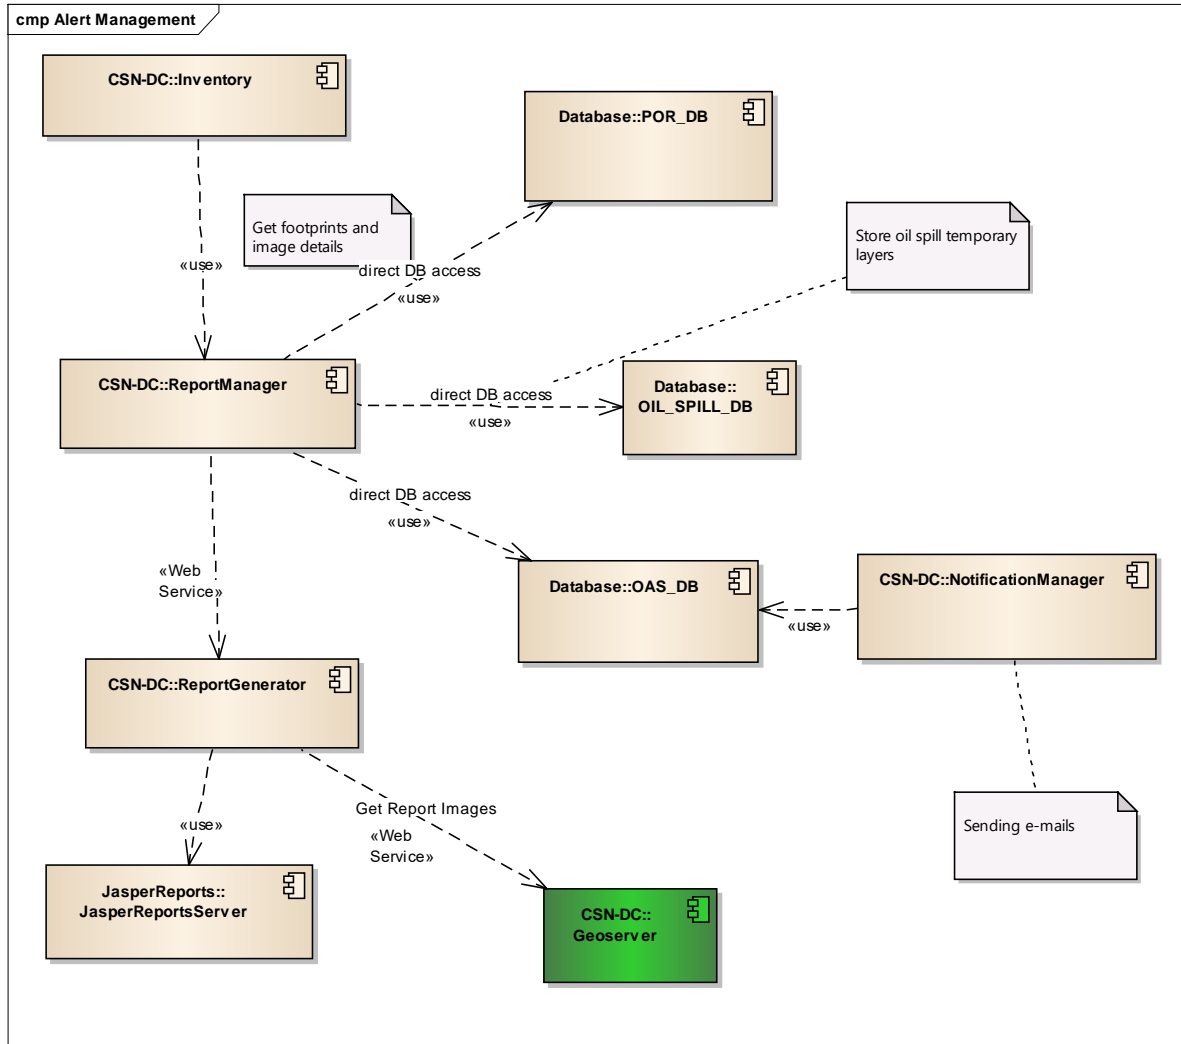 cmp Alert Management
CSN-DC::Inventory
Database::POR_DB
Get footprints and
image details
Store oil spill temporary
layers
«use»
direct DB access
«use»
CSN-DC::ReportManager
Database::
OIL_SPILL_DB
direct DB access
«use»
direct DB access
«use»
«Web
Service»
Database::OAS_DB
CSN-DC::NotificationManager
«use»
CSN-DC::ReportGenerator
Get Report Images
«Web
Service»
«use»
Sending e-mails
JasperReports::
JasperReportsServer
CSN-DC::
Geoserver